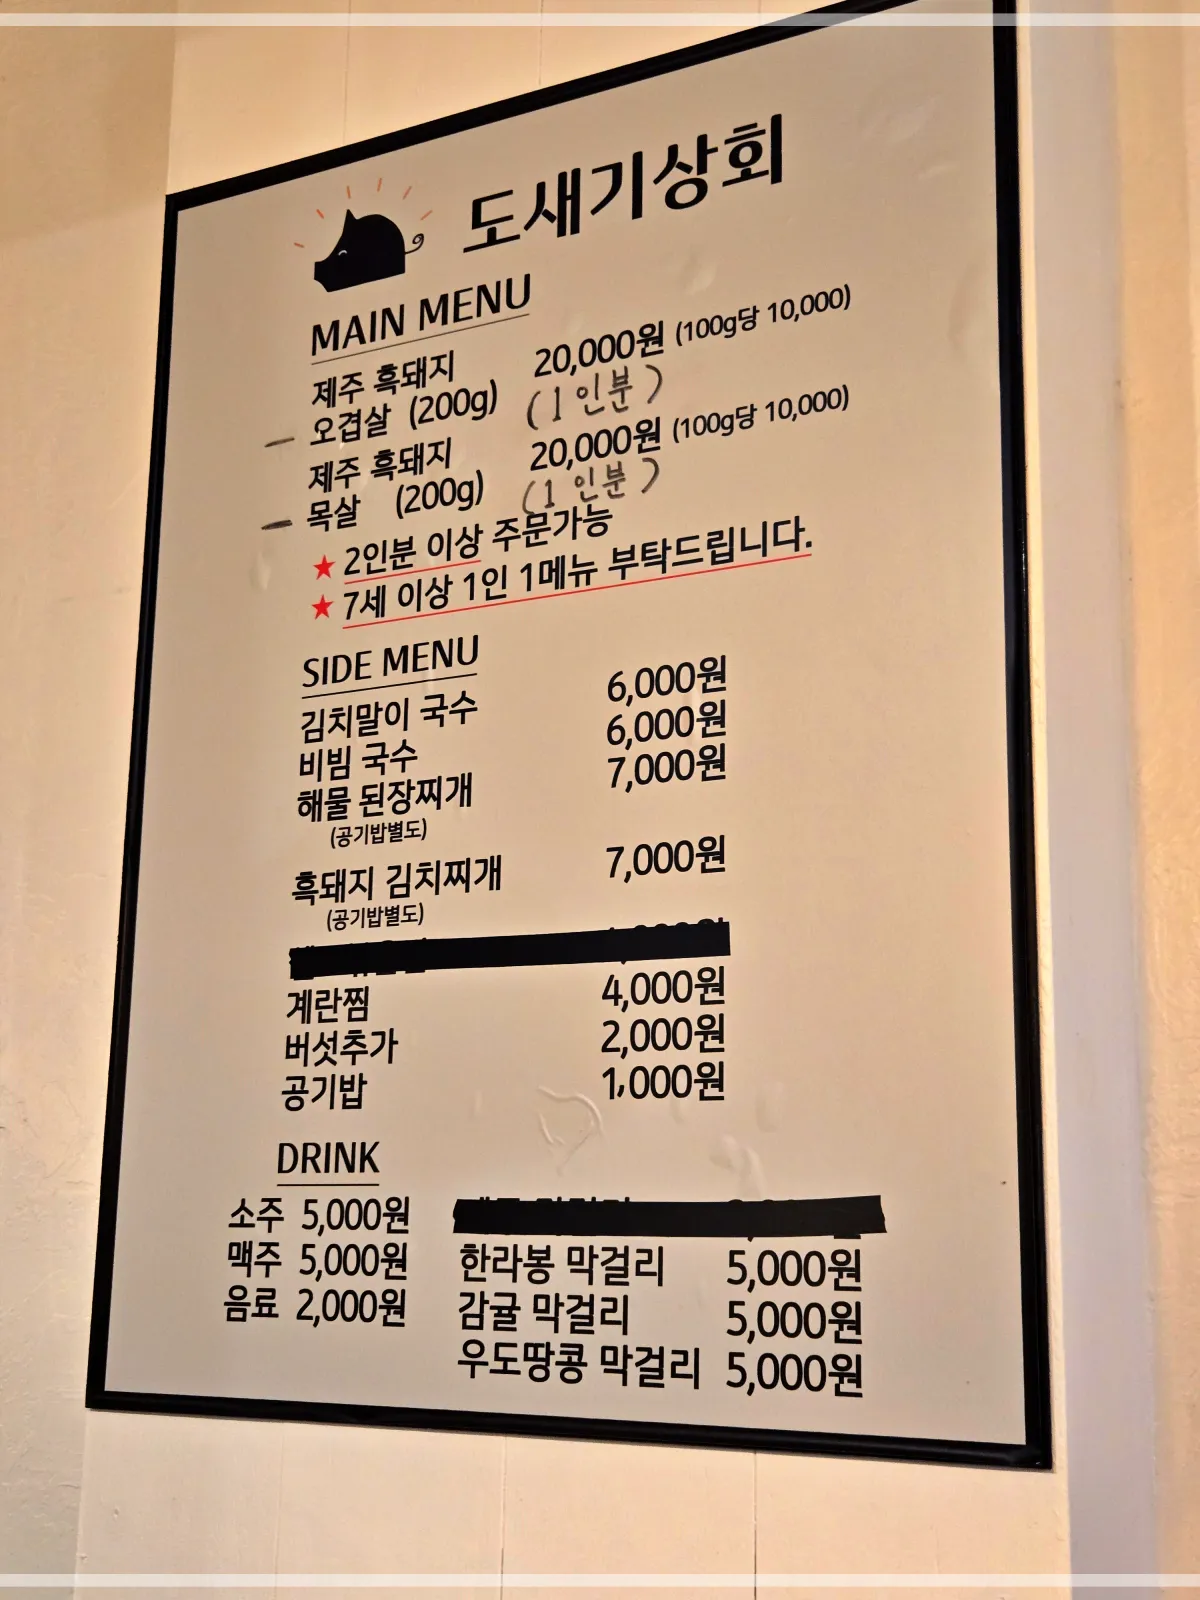 도새기상회
MAIN MENU
제주 흑돼지 20,000원 (100g당 10,000)
- 오겹살 (200g) (1인분)
제주 흑돼지 20,000원 (100g당 10,000)
- 목살 (200g) (1인분)
★ 2인분 이상 주문가능
★ 7세 이상 1인 1메뉴 부탁드립니다.
SIDE MENU
김치말이 국수 6,000원
비빔 국수 6,000원
해물 된장찌개 7,000원
(공기밥별도)
흑돼지 김치찌개 7,000원
(공기밥별도)
계란찜 4,000원
버섯추가 2,000원
공기밥 1,000원
DRINK
소주 5,000원
맥주 5,000원
음료 2,000원
한라봉 막걸리 5,000원
감귤 막걸리 5,000원
우도땅콩 막걸리 5,000원